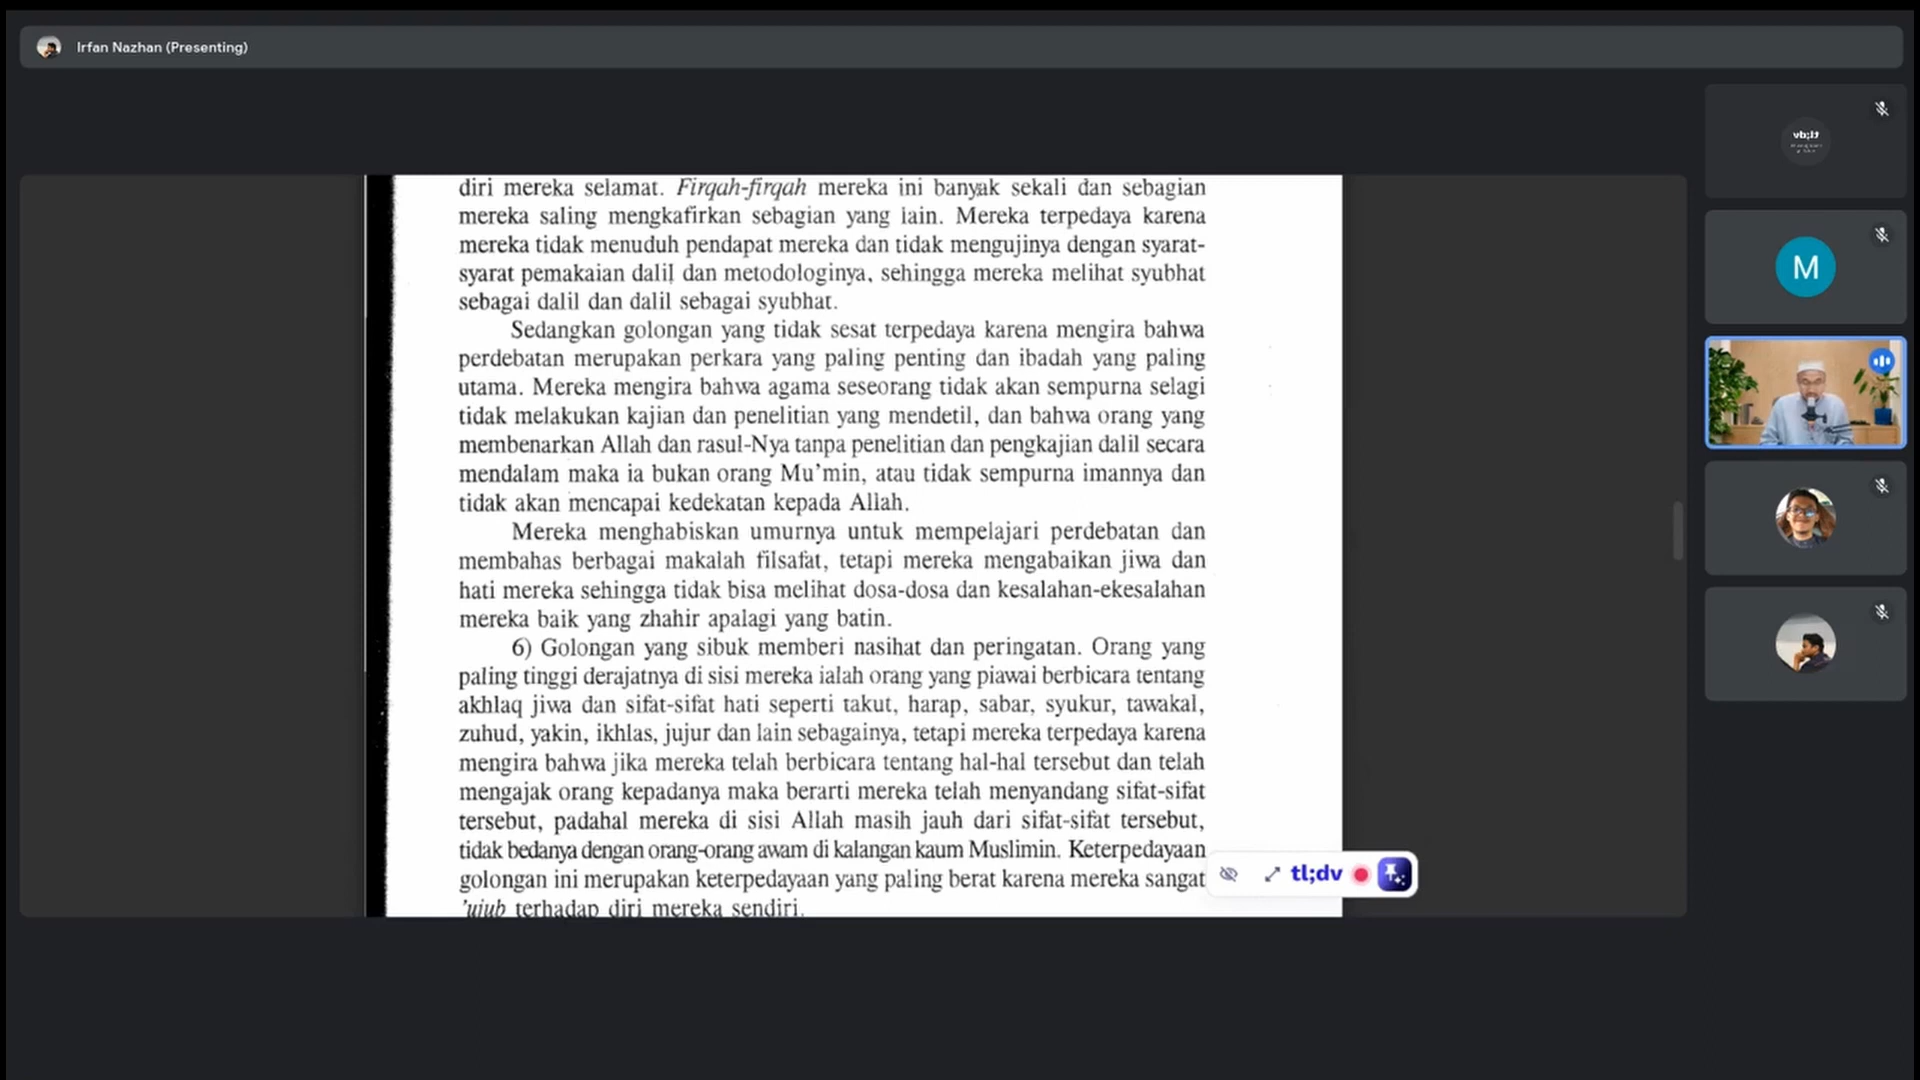 Irfan Nazhan (Presenting)
diri mereka selamat. Firqah-firqah mereka ini banyak sekali dan sebagian
mereka saling mengkafirkan sebagian yang lain. Mereka terpedaya karena
mereka tidak menuduh pendapat mereka dan tidak mengujinya dengan syarat-
syarat pemakaian dalil dan metodologinya, sehingga mereka melihat syubhat
sebagai dalil dan dalil sebagai syubhat.
Sedangkan golongan yang tidak sesat terpedaya karena mengira bahwa
perdebatan merupakan perkara yang paling penting dan ibadah yang paling
utama. Mereka mengira bahwa agama seseorang tidak akan sempurna selagi
tidak melakukan kajian dan penelitian yang mendetil, dan bahwa orang yang
membenarkan Allah dan rasul-Nya tanpa penelitian dan pengkajian dalil secara
mendalam maka ia bukan orang Mu'min, atau tidak sempurna imannya dan
tidak akan mencapai kedekatan kepada Allah.
Mereka menghabiskan umurnya untuk mempelajari perdebatan dan
membahas berbagai makalah filsafat, tetapi mereka mengabaikan jiwa dan
hati mereka sehingga tidak bisa melihat dosa-dosa dan kesalahan-ekesalahan
mereka baik yang zhahir apalagi yang batin.
6) Golongan yang sibuk memberi nasihat dan peringatan. Orang yang
paling tinggi derajatnya di sisi mereka ialah orang yang piawai berbicara tentang
akhlaq jiwa dan sifat-sifat hati seperti takut, harap, sabar, syukur, tawakal,
zuhud, yakin, ikhlas, jujur dan lain sebagainya, tetapi mereka terpedaya karena
mengira bahwa jika mereka telah berbicara tentang hal-hal tersebut dan telah
mengajak orang kepadanya maka berarti mereka telah menyandang sifat-sifat
tersebut, padahal mereka di sisi Allah masih jauh dari sifat-sifat tersebut,
tidak bedanya dengan orang-orang awam di kalangan kaum Muslimin. Keterpedayaan
golongan ini merupakan keterpedayaan yang paling berat karena mereka sangat
'ujub terhadap diri mereka sendiri.
tl;dv
M